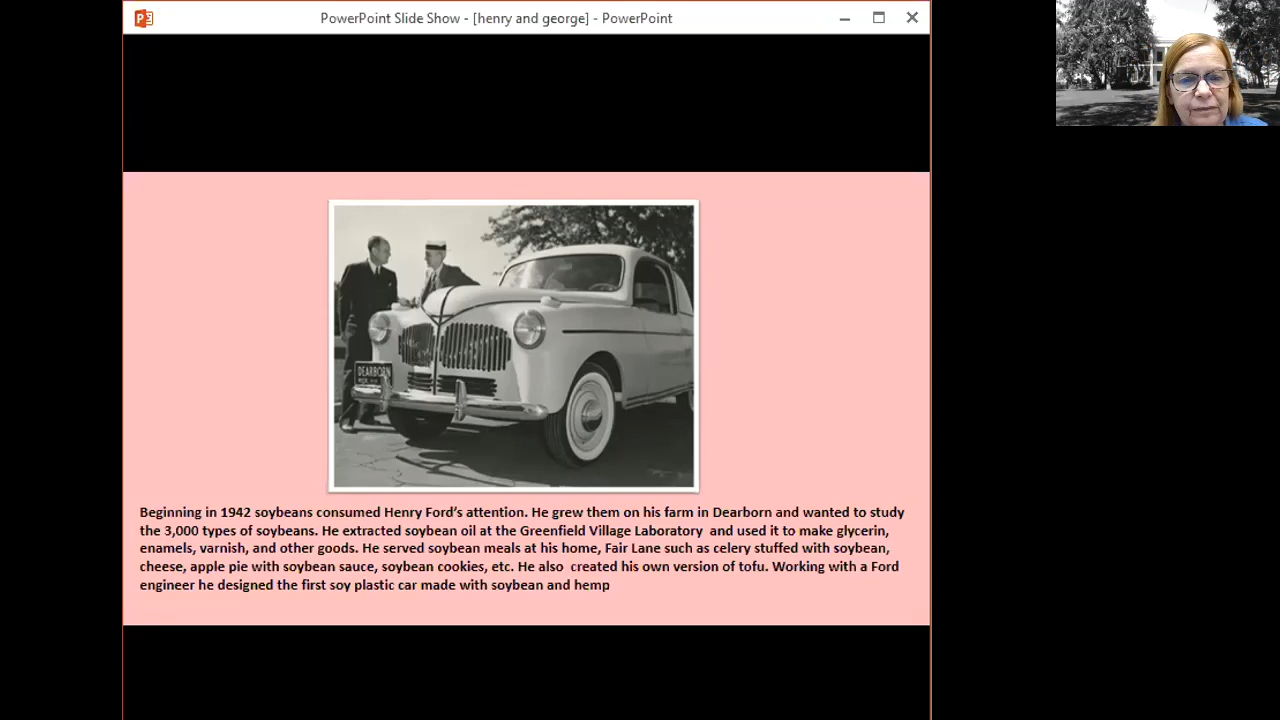 PowerPoint Slide Show - [henry and george] - PowerPoint
DEARBORN
Beginning in 1942 soybeans consumed Henry Ford's attention. He grew them on his farm in Dearborn and wanted to study
the 3,000 types of soybeans. He extracted soybean oil at the Greenfield Village Laboratory  and used it to make glycerin,
enamels, varnish, and other goods. He served soybean meals at his home, Fair Lane such as celery stuffed with soybean,
cheese, apple pie with soybean sauce, soybean cookies, etc. He also  created his own version of tofu. Working with a Ford
engineer he designed the first soy plastic car made with soybean and hemp